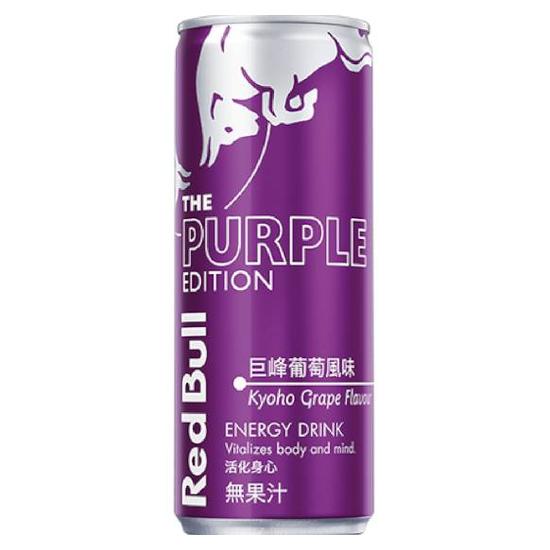 THE
PURPLE
EDITION
Red Bull
巨峰葡萄風味
Kyoho Grape Flavour
ENERGY DRINK
Vitalizes body and mind.
活化身心
無果汁